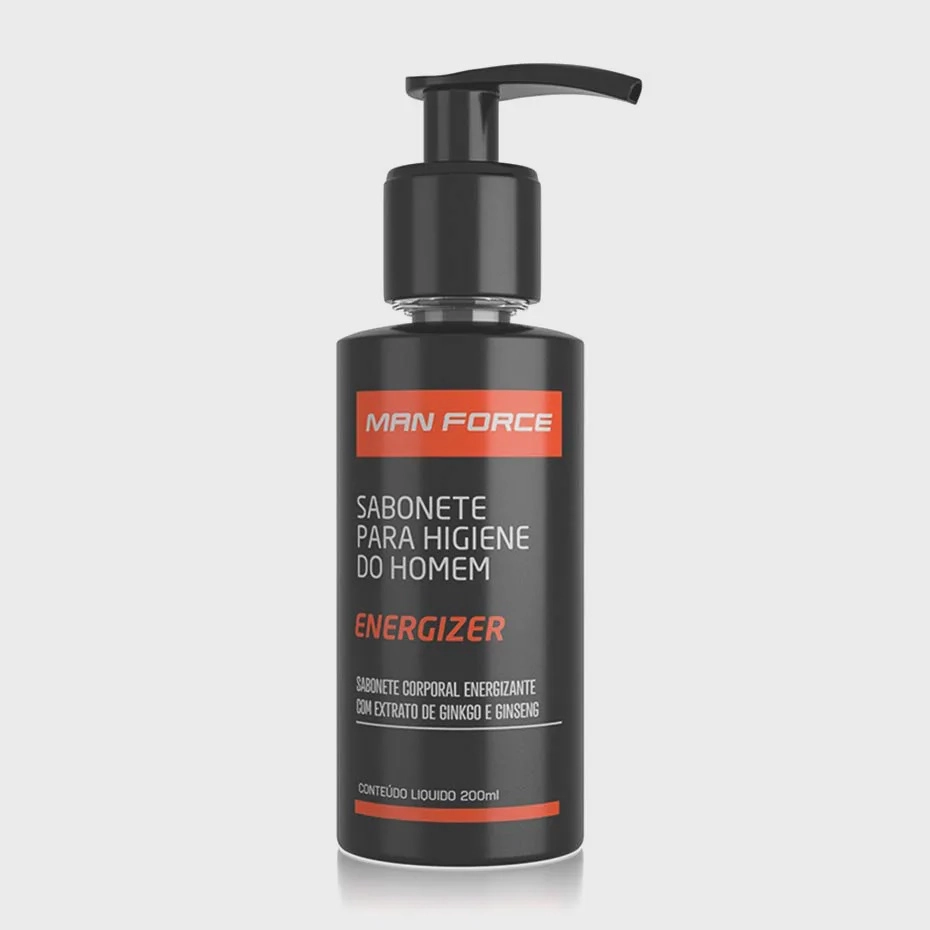 MAN FORCE
SABONETE
PARA HIGIENE
DO HOMEM
ENERGIZER
SABONETE CORPORAL ENERGIZANTE
COM EXTRATO DE GINKGO E GINSENG
CONTEÚDO LIQUIDO 200ml